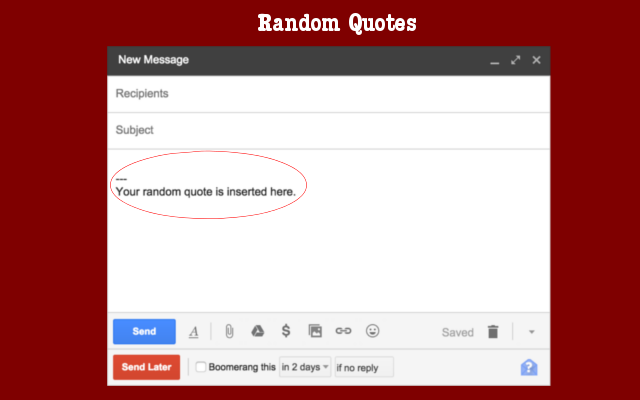 Random Quotes
New Message
Recipients
Subject
---
Your random quote is inserted here.
Send A $ Saved
Send Later Boomerang this in 2 days if no reply ?